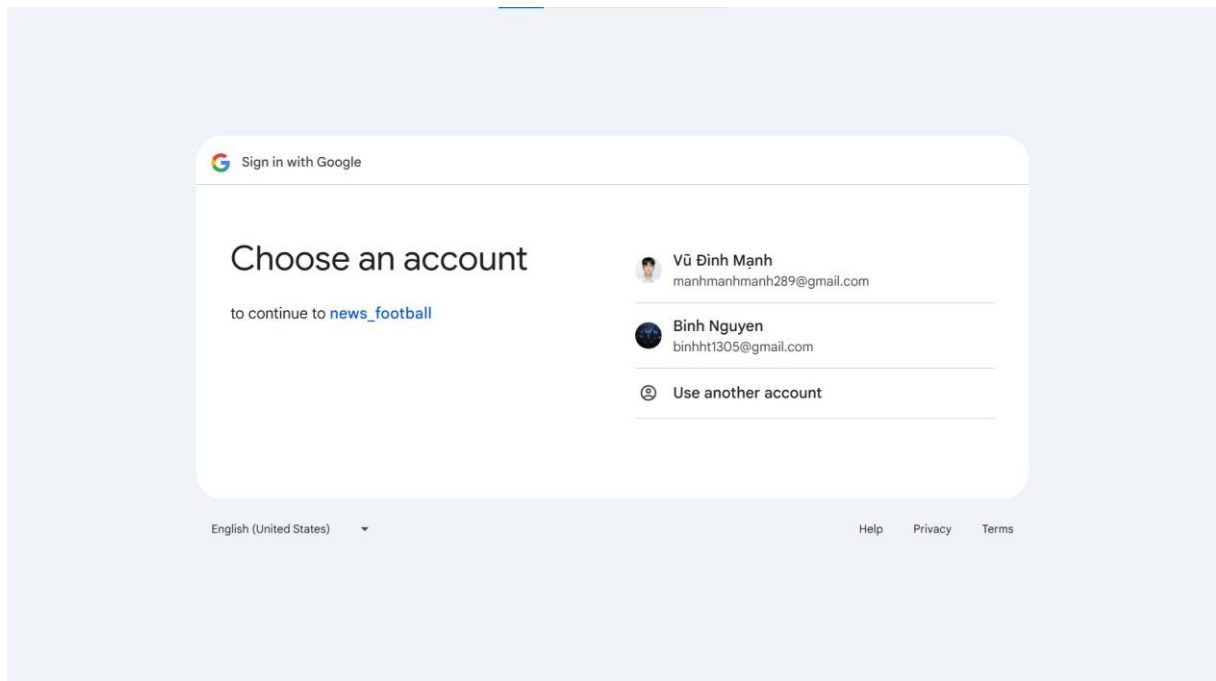 Sign in with Google
Choose an account
to continue to news_football
Vũ Đình Mạnh
manhmanhmanh289@gmail.com
Binh Nguyen
binhht1305@gmail.com
Use another account
English (United States)
Help Privacy Terms